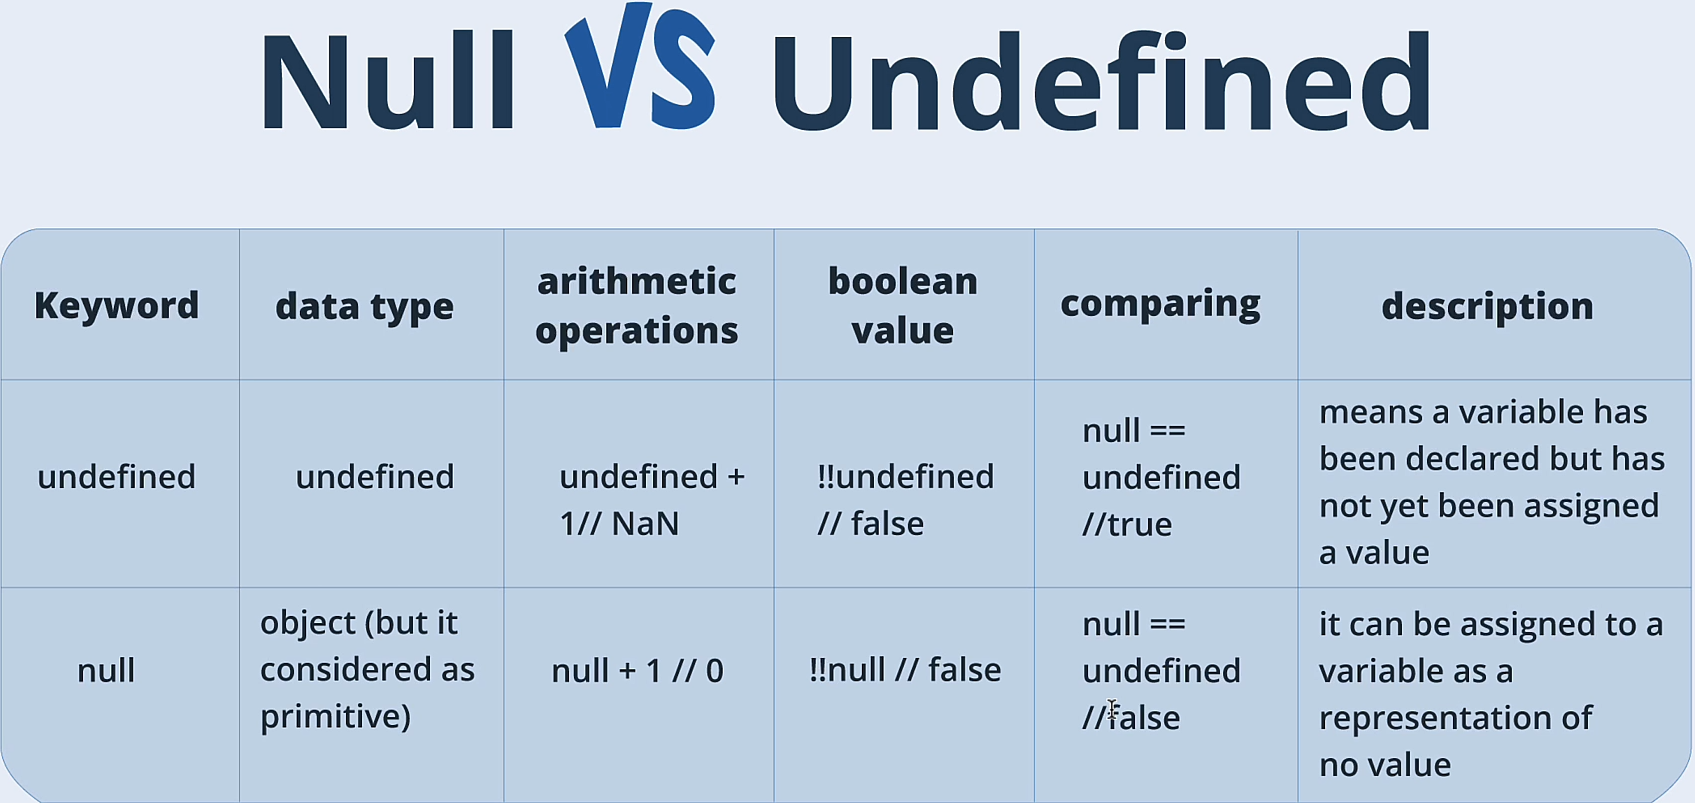 Null VS Undefined
Keyword
data type
arithmetic
operations
boolean
value
comparing
description
undefined
undefined
undefined +
1// NaN
!!undefined
// false
null ==
undefined
//true
means a variable has
been declared but has
not yet been assigned
a value
null
object (but it
considered as
primitive)
null + 1 // 0
!!null // false
null ==
undefined
//false
it can be assigned to a
variable as a
representation of
no value